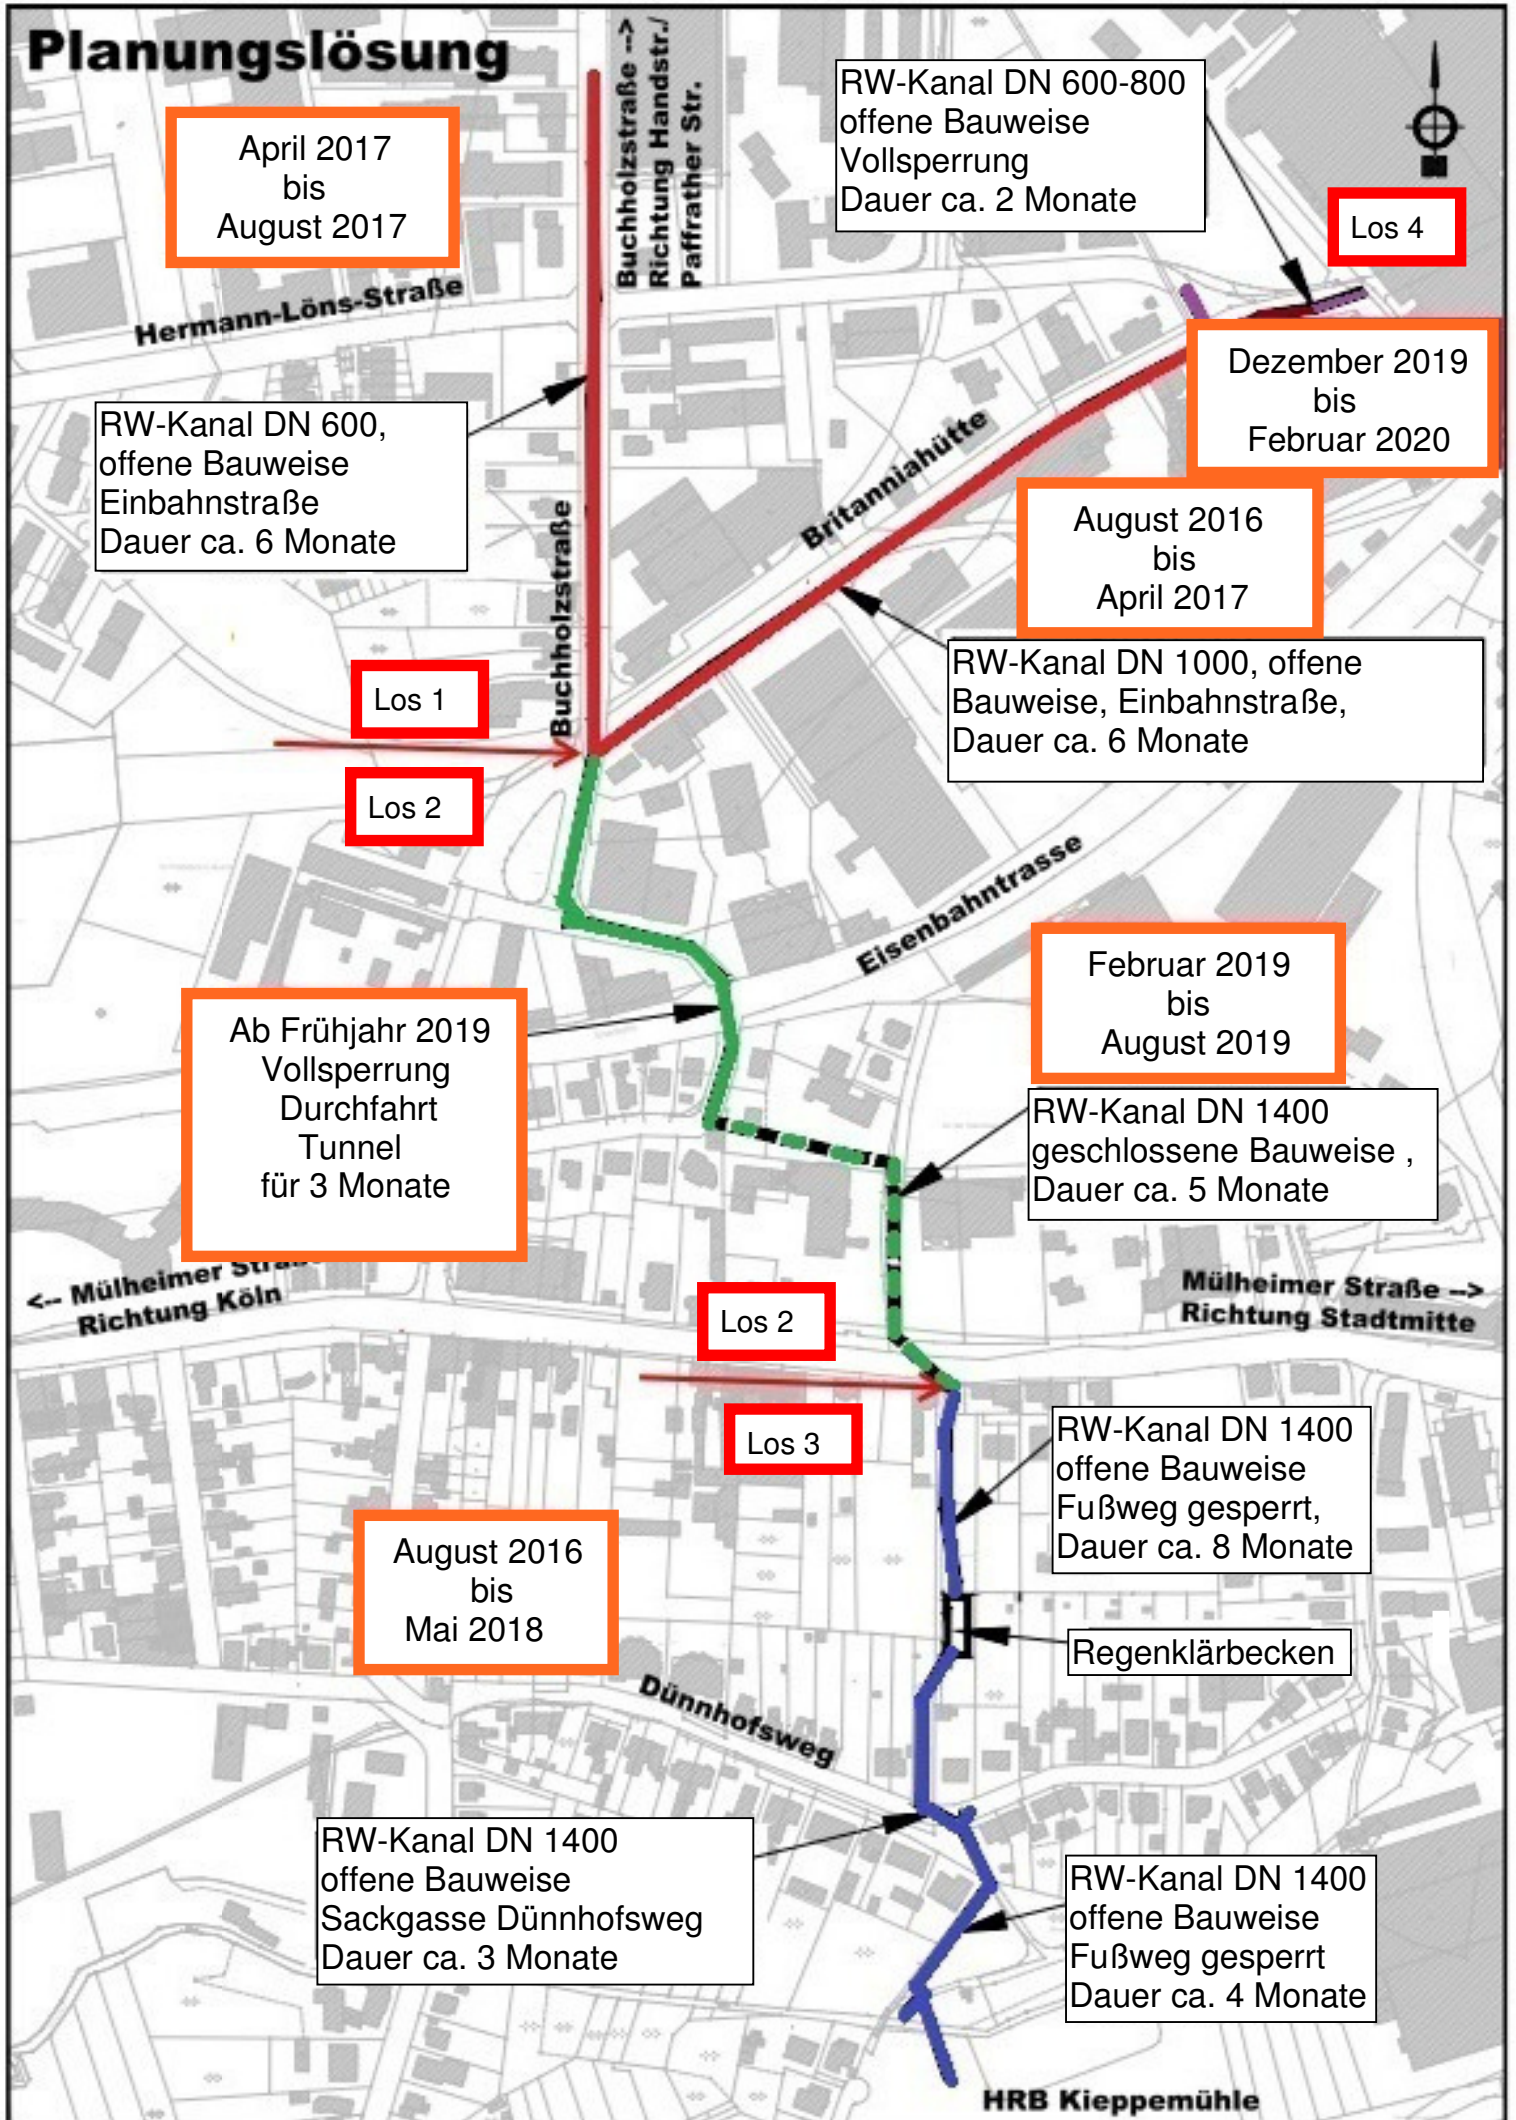 Planungslösung
April 2017
bis
August 2017
Buchholzstraße -->
Richtung Handstr./
Paffrather Str.
RW-Kanal DN 600-800
offene Bauweise
Vollsperrung
Dauer ca. 2 Monate
Los 4
Hermann-Löns-Straße
Dezember 2019
bis
Februar 2020
RW-Kanal DN 600,
offene Bauweise
Einbahnstraße
Dauer ca. 6 Monate
Britanniahütte
August 2016
bis
April 2017
Buchholzstraße
RW-Kanal DN 1000, offene
Bauweise, Einbahnstraße,
Dauer ca. 6 Monate
Los 1
Los 2
Eisenbahntrasse
Februar 2019
bis
August 2019
Ab Frühjahr 2019
Vollsperrung
Durchfahrt
Tunnel
für 3 Monate
RW-Kanal DN 1400
geschlossene Bauweise ,
Dauer ca. 5 Monate
<-- Mülheimer
Richtung Köln
Mülheimer Straße -->
Richtung Stadtmitte
Los 2
Los 3
RW-Kanal DN 1400
offene Bauweise
Fußweg gesperrt,
Dauer ca. 8 Monate
August 2016
bis
Mai 2018
Regenklärbecken
Dünnhofsweg
RW-Kanal DN 1400
offene Bauweise
Sackgasse Dünnhofsweg
Dauer ca. 3 Monate
RW-Kanal DN 1400
offene Bauweise
Fußweg gesperrt
Dauer ca. 4 Monate
HRB Kieppemühle